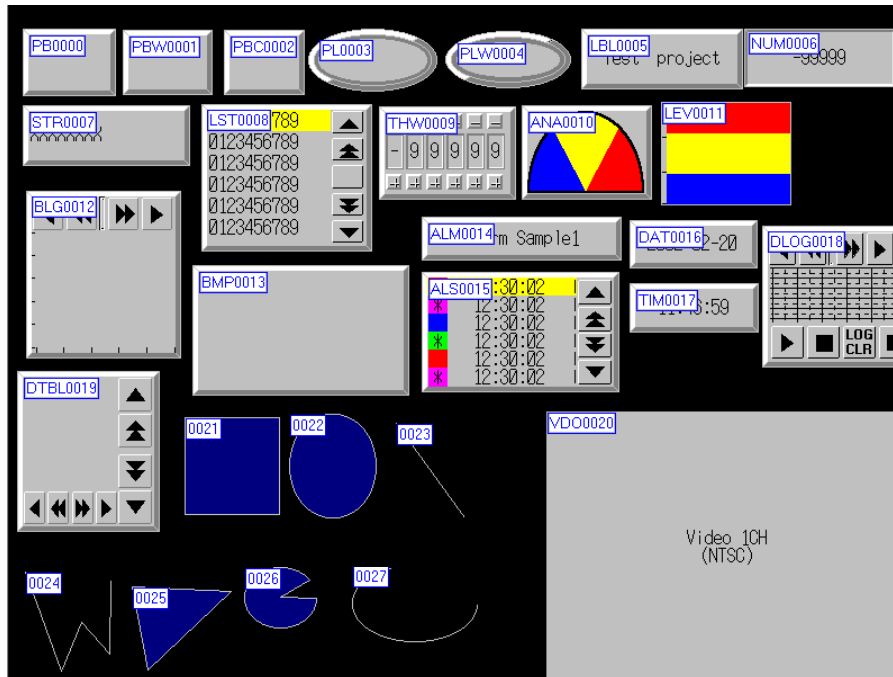 PB0000
PBW0001
PBC0002
PL0003
PLW0004
LBL0005
Test project
NUM0006
-99999
STR0007
LST0008
789
0123456789
0123456789
0123456789
0123456789
0123456789
THW0009
- 9 9 9 9 9
ANA0010
LEV0011
BLG0012
BMP0013
ALM0014
m Sample1
ALS0015
:30:02
* 12:30:02
12:30:02
* 12:30:02
12:30:02
* 12:30:02
DAT0016
-20
TIM0017
:59
DLOG0018
LOG
CLR
DTBL0019
VDO0020
Video 1CH
(NTSC)
0021
0022
0023
0024
0025
0026
0027